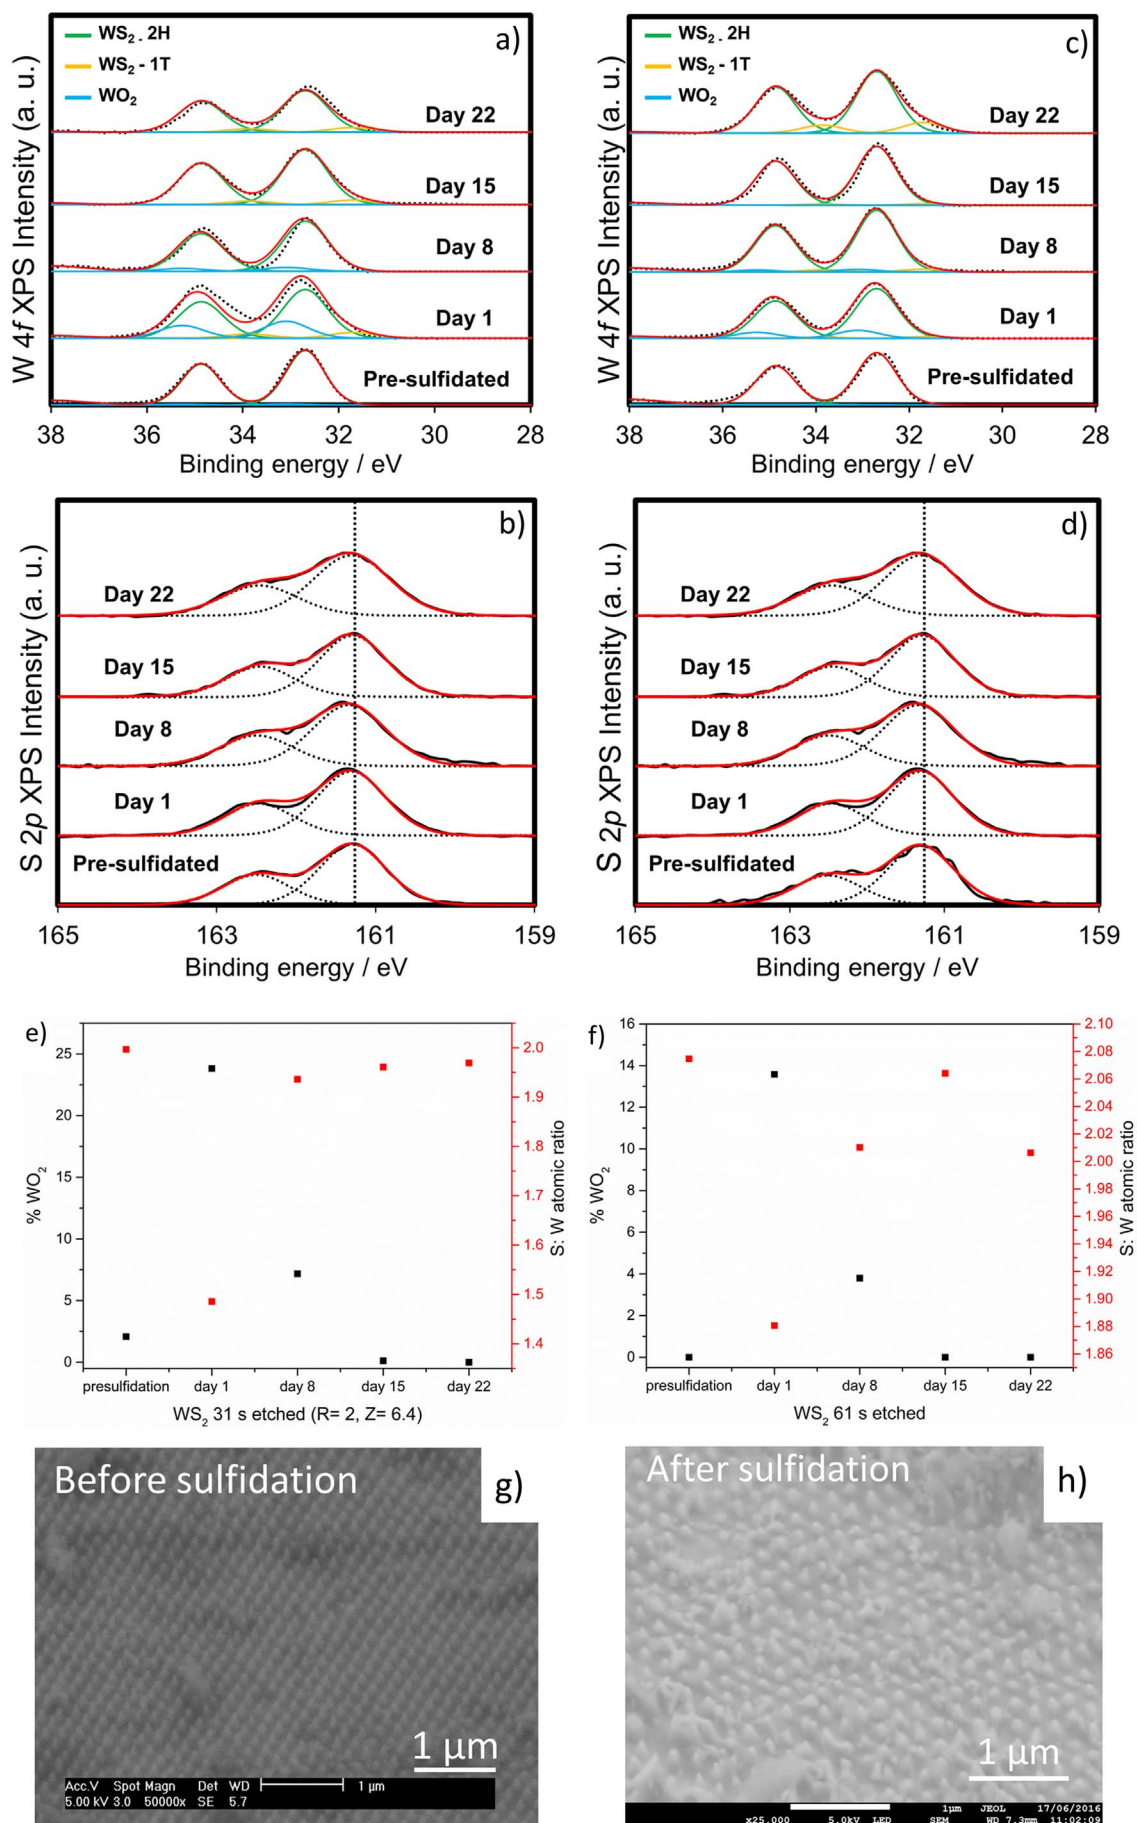 a)
WS2 - 2H
WS2 - 1T
WO2
Day 22
Day 15
Day 8
Day 1
Pre-sulfidated
W 4f XPS Intensity (a. u.)
38 36 34 32 30 28
Binding energy / eV
c)
WS2 - 2H
WS2 - 1T
WO2
Day 22
Day 15
Day 8
Day 1
Pre-sulfidated
W 4f XPS Intensity (a. u.)
38 36 34 32 30 28
Binding energy / eV
b)
Day 22
Day 15
Day 8
Day 1
Pre-sulfidated
S 2p XPS Intensity (a. u.)
165 163 161 159
Binding energy / eV
d)
Day 22
Day 15
Day 8
Day 1
Pre-sulfidated
S 2p XPS Intensity (a. u.)
165 163 161 159
Binding energy / eV
e)
% WO2
25
20
15
10
5
0
S: W atomic ratio
2.0
1.9
1.8
1.7
1.6
1.5
1.4
presulfidation day 1 day 8 day 15 day 22
WS2 31 s etched (R= 2, Z= 6.4)
f)
% WO2
16
14
12
10
8
6
4
2
0
S: W atomic ratio
2.10
2.08
2.06
2.04
2.02
2.00
1.98
1.96
1.94
1.92
1.90
1.88
1.86
presulfidation day 1 day 8 day 15 day 22
WS2 61 s etched
Before sulfidation
g)
1 µm
Acc.V Spot Magn Det WD 1 µm
5.00 kV 3.0 50000x SE 5.7
After sulfidation
h)
1 µm
1µm JEOL 17/06/2016
x25,000 5.0kV LED SEM WD 7.3mm 11:02:09